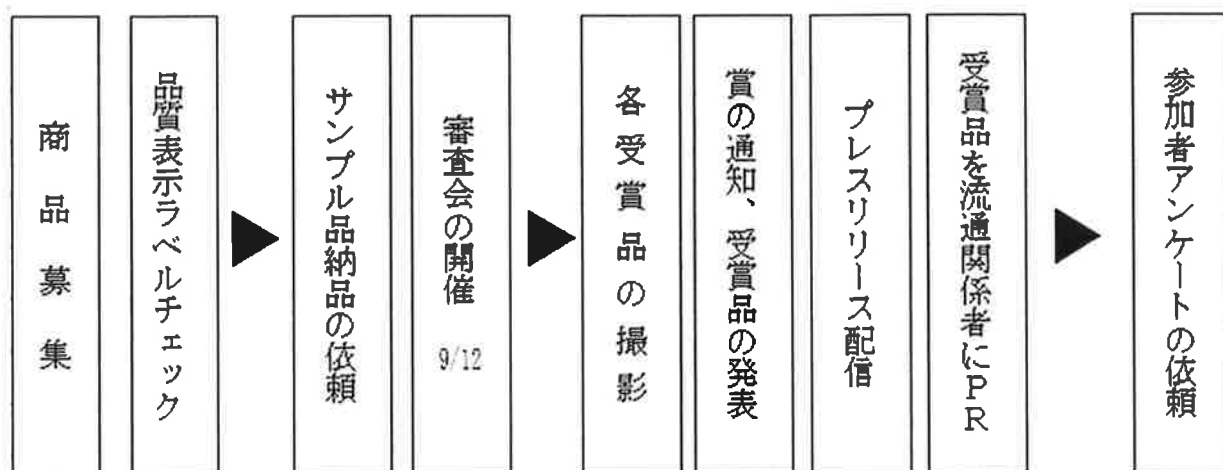 商品募集
品質表示ラベルチェック
サンプル品納品の依頼
審査会の開催 9/12
各受賞品の撮影
賞の通知、受賞品の発表
プレスリリース配信
受賞品を流通関係者にPR
参加者アンケートの依頼